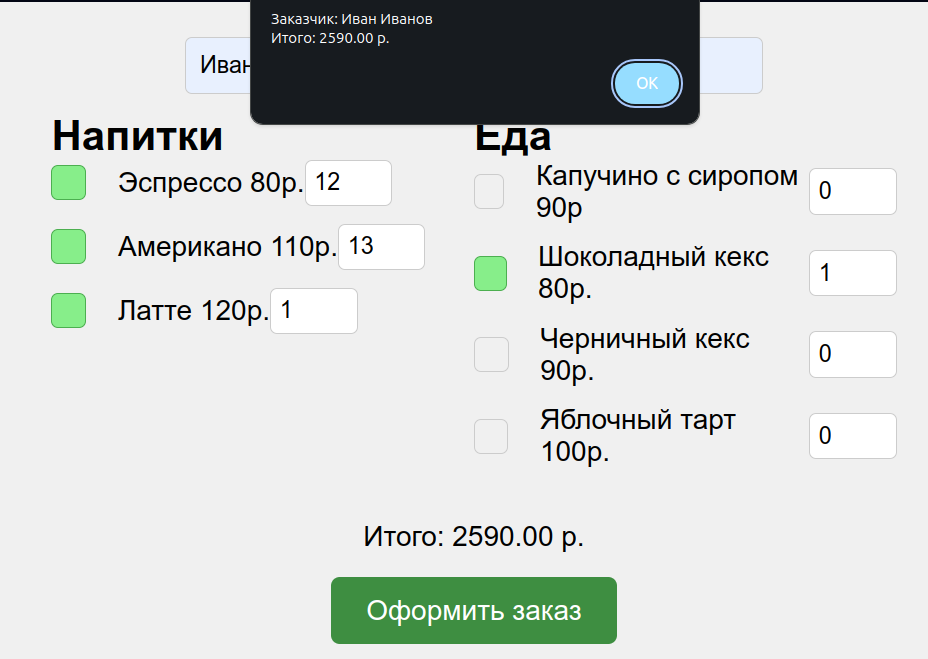 Заказчик: Иван Иванов
Итого: 2590.00 р.
OK
Напитки
Эспрессо 80р. 12
Американо 110р. 13
Латте 120р. 1
Еда
Капучино с сиропом
90р 0
Шоколадный кекс
80р. 1
Черничный кекс
90р. 0
Яблочный тарт
100р. 0
Итого: 2590.00 р.
Оформить заказ